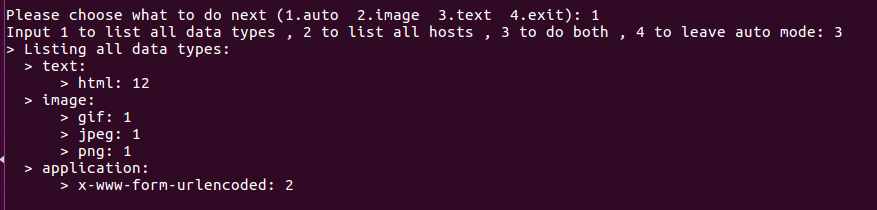 Please choose what to do next (1.auto  2.image  3.text  4.exit): 1
Input 1 to list all data types , 2 to list all hosts , 3 to do both , 4 to leave auto mode: 3
> Listing all data types:
  > text:
      > html: 12
  > image:
      > gif: 1
      > jpeg: 1
      > png: 1
  > application:
      > x-www-form-urlencoded: 2